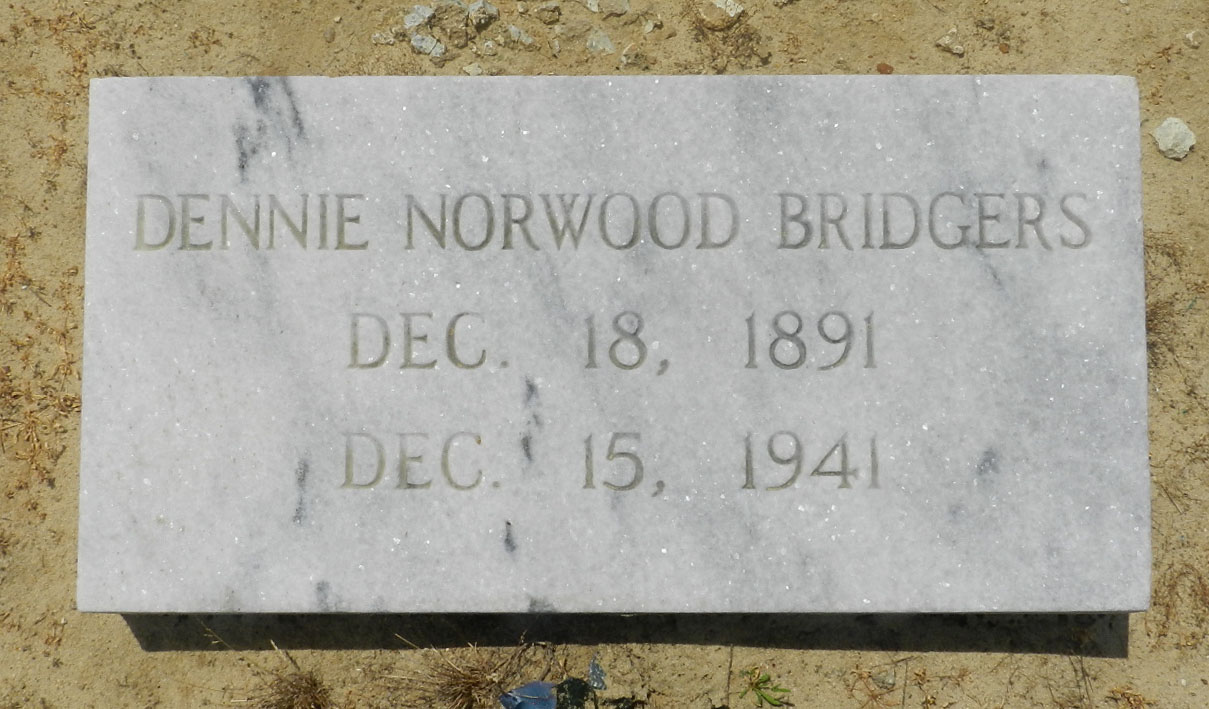 DENNIE NORWOOD BRIDGERS
DEC. 18, 1891
DEC. 15, 1941